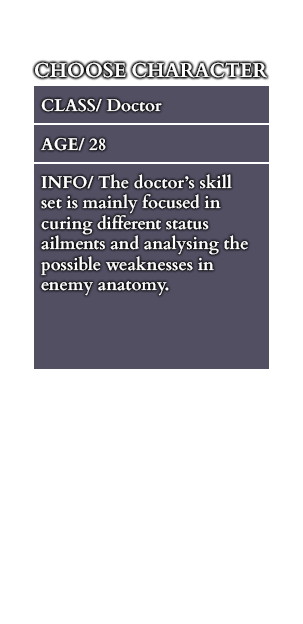 CHOOSE CHARACTER
CLASS/ Doctor
AGE/ 28
INFO/ The doctor’s skill
set is mainly focused in
curing different status
ailments and analysing the
possible weaknesses in
enemy anatomy.